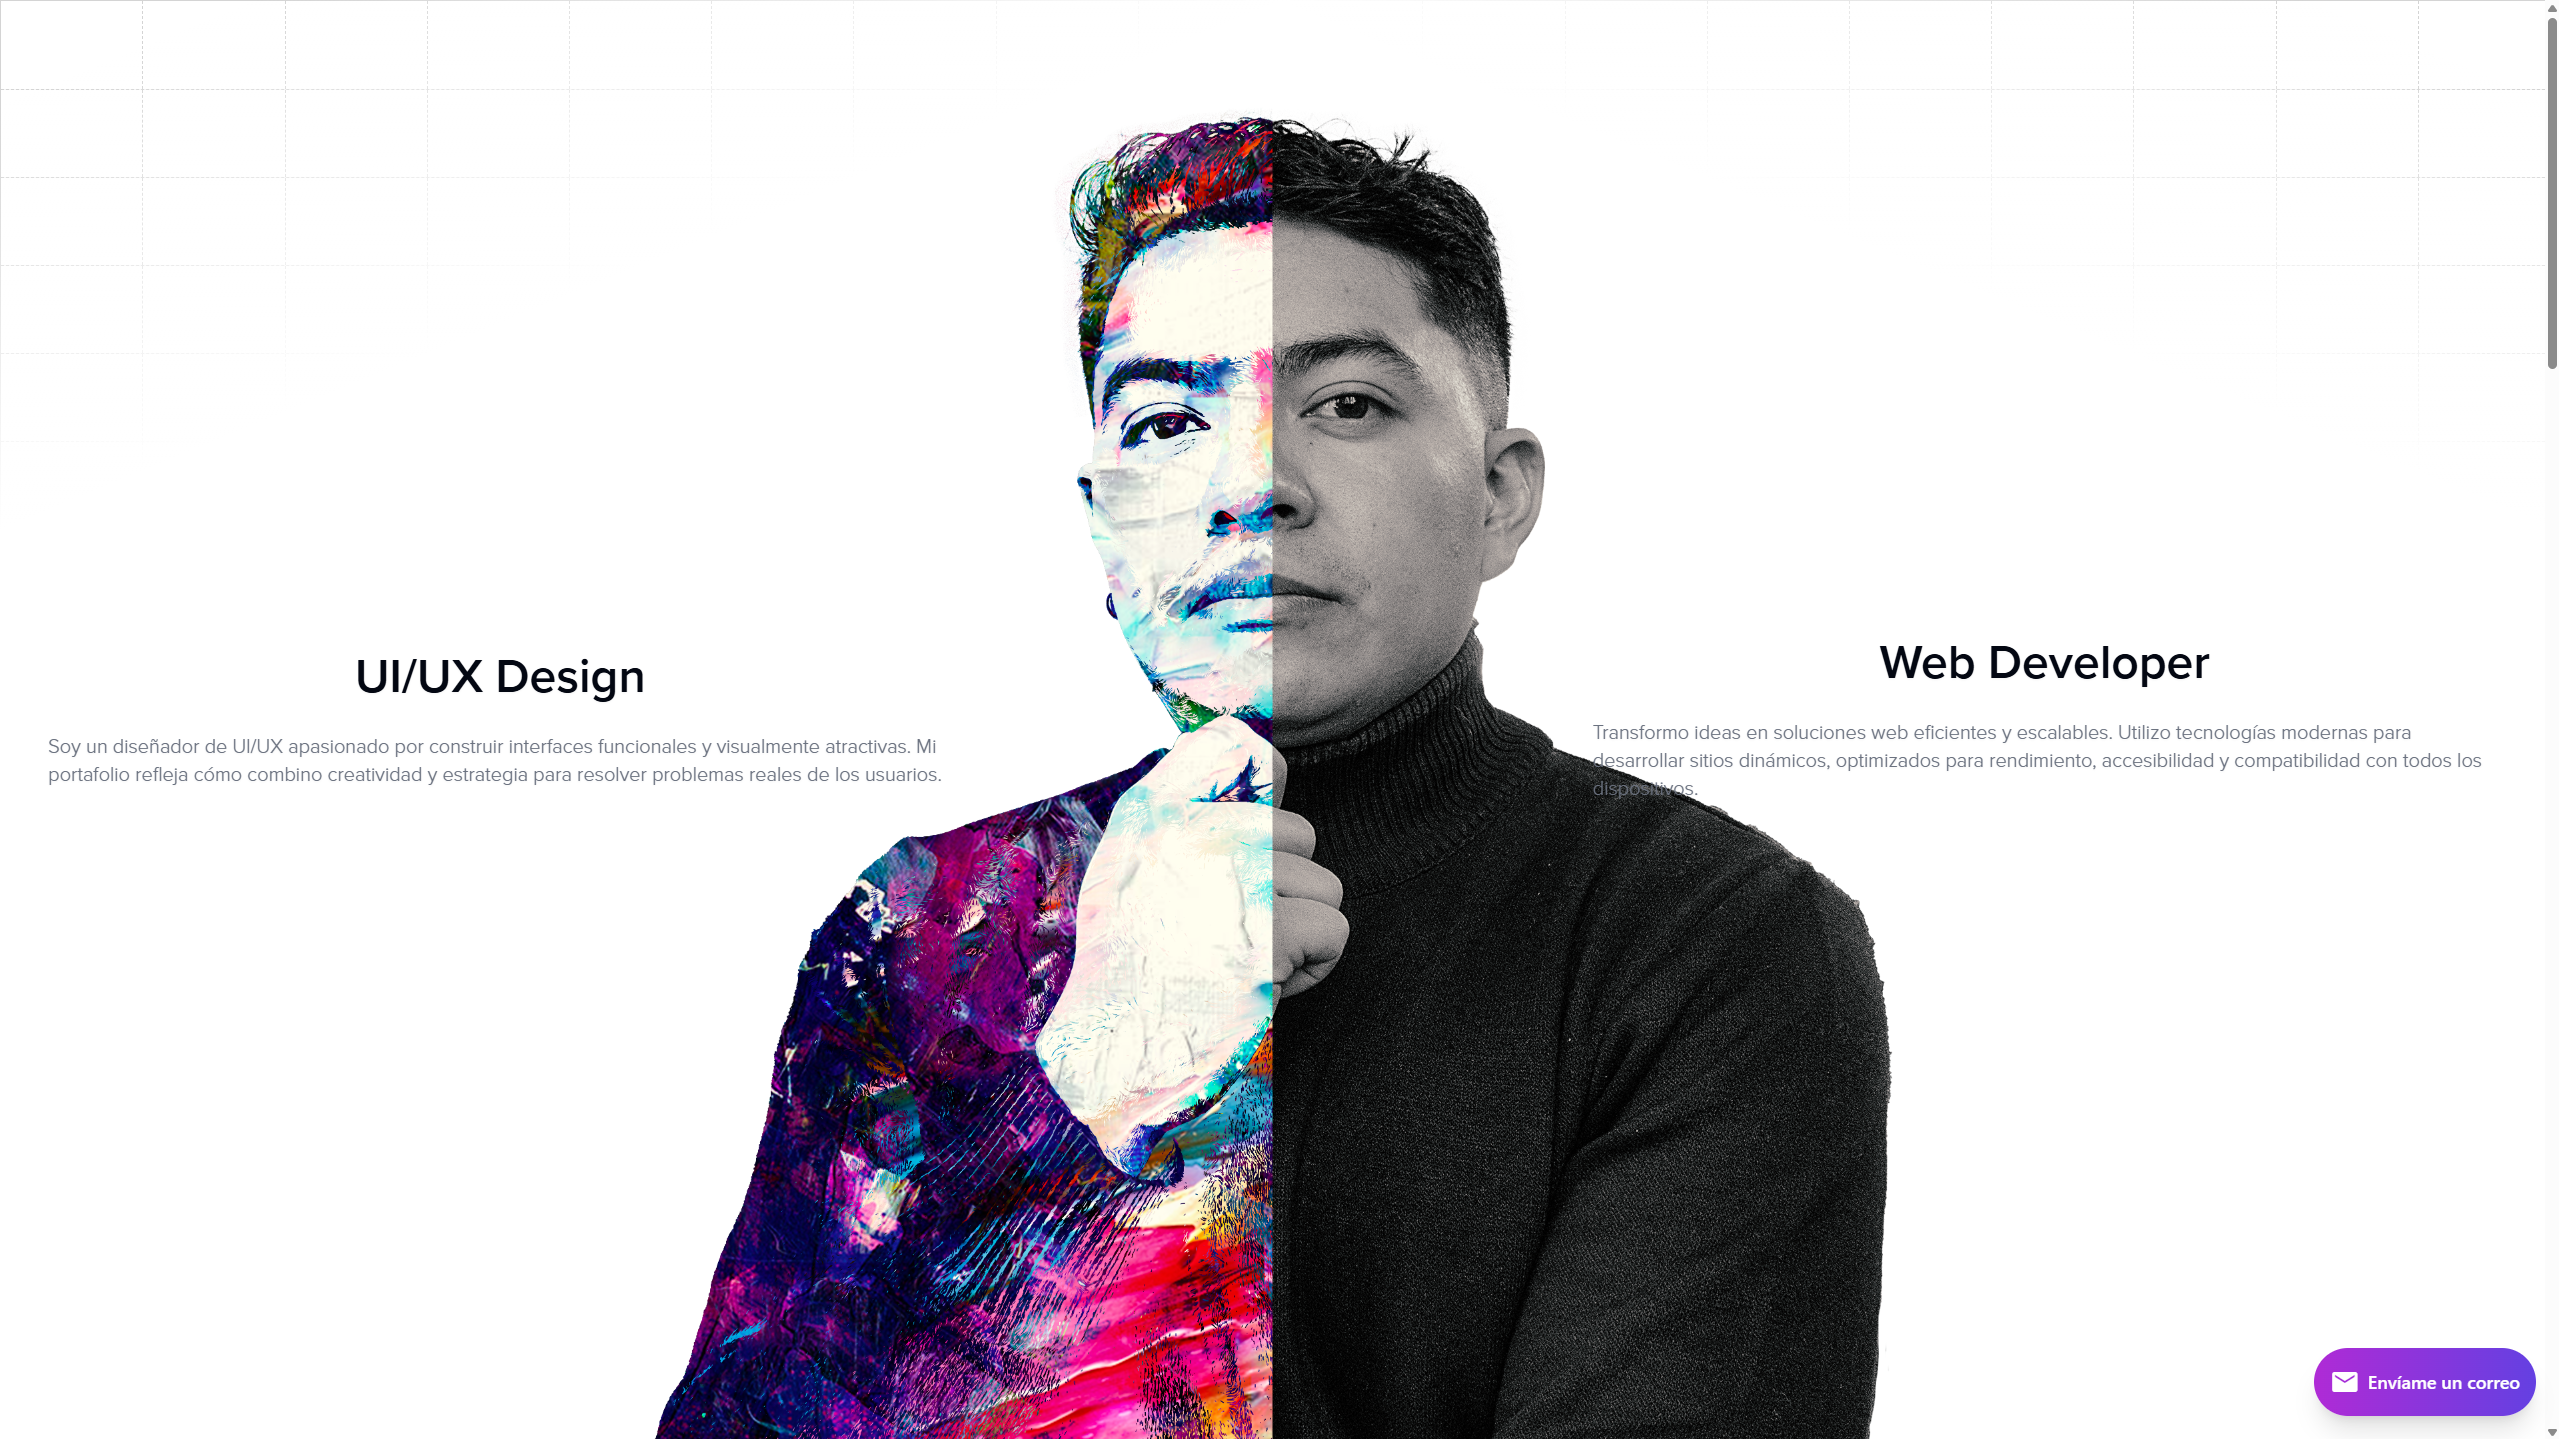 UI/UX Design
Soy un diseñador de UI/UX apasionado por construir interfaces funcionales y visualmente atractivas. Mi
portafolio refleja cómo combino creatividad y estrategia para resolver problemas reales de los usuarios.
Web Developer
Transformo ideas en soluciones web eficientes y escalables. Utilizo tecnologías modernas para
desarrollar sitios dinámicos, optimizados para rendimiento, accesibilidad y compatibilidad con todos los
dispositivos.
Envíame un correo